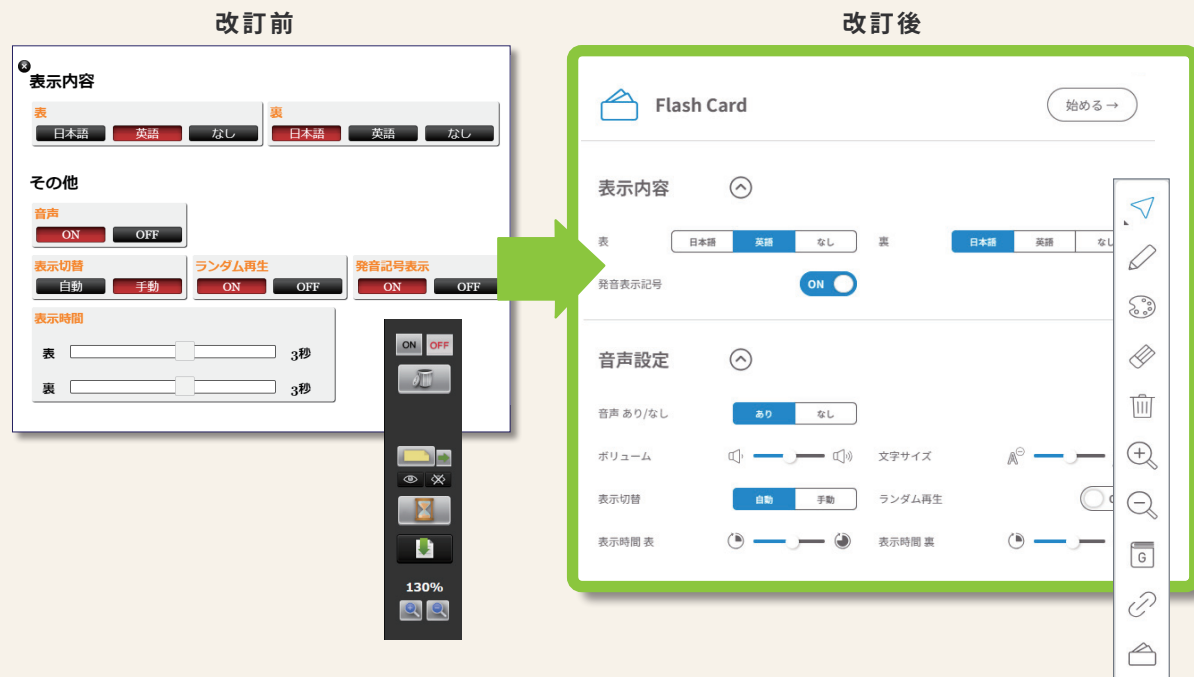 改訂前
表示内容
表
日本語 英語 なし
裏
日本語 英語 なし
その他
音声
ON OFF
表示切替
自動 手動
ランダム再生
ON OFF
発音記号表示
ON OFF
表示時間
表 3秒
裏 3秒
ON OFF
130%
改訂後
Flash Card
始める→
表示内容
表 日本語 英語 なし 裏 日本語 英語
発音表示記号 ON
音声設定
音声 あり/なし あり なし
ボリューム 文字サイズ A
表示切替 自動 手動 ランダム再生
表示時間 表 表示時間 裏
G